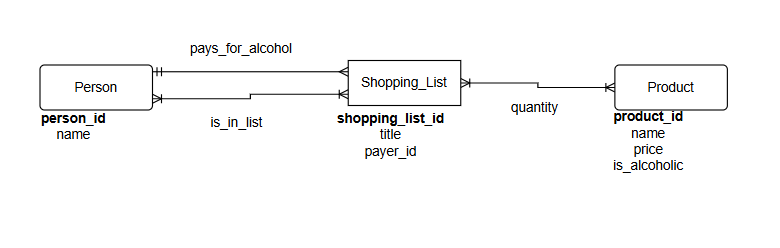 pays_for_alcohol
Person
Shopping_List
Product
is_in_list
quantity
person_id
name
shopping_list_id
title
payer_id
product_id
name
price
is_alcoholic